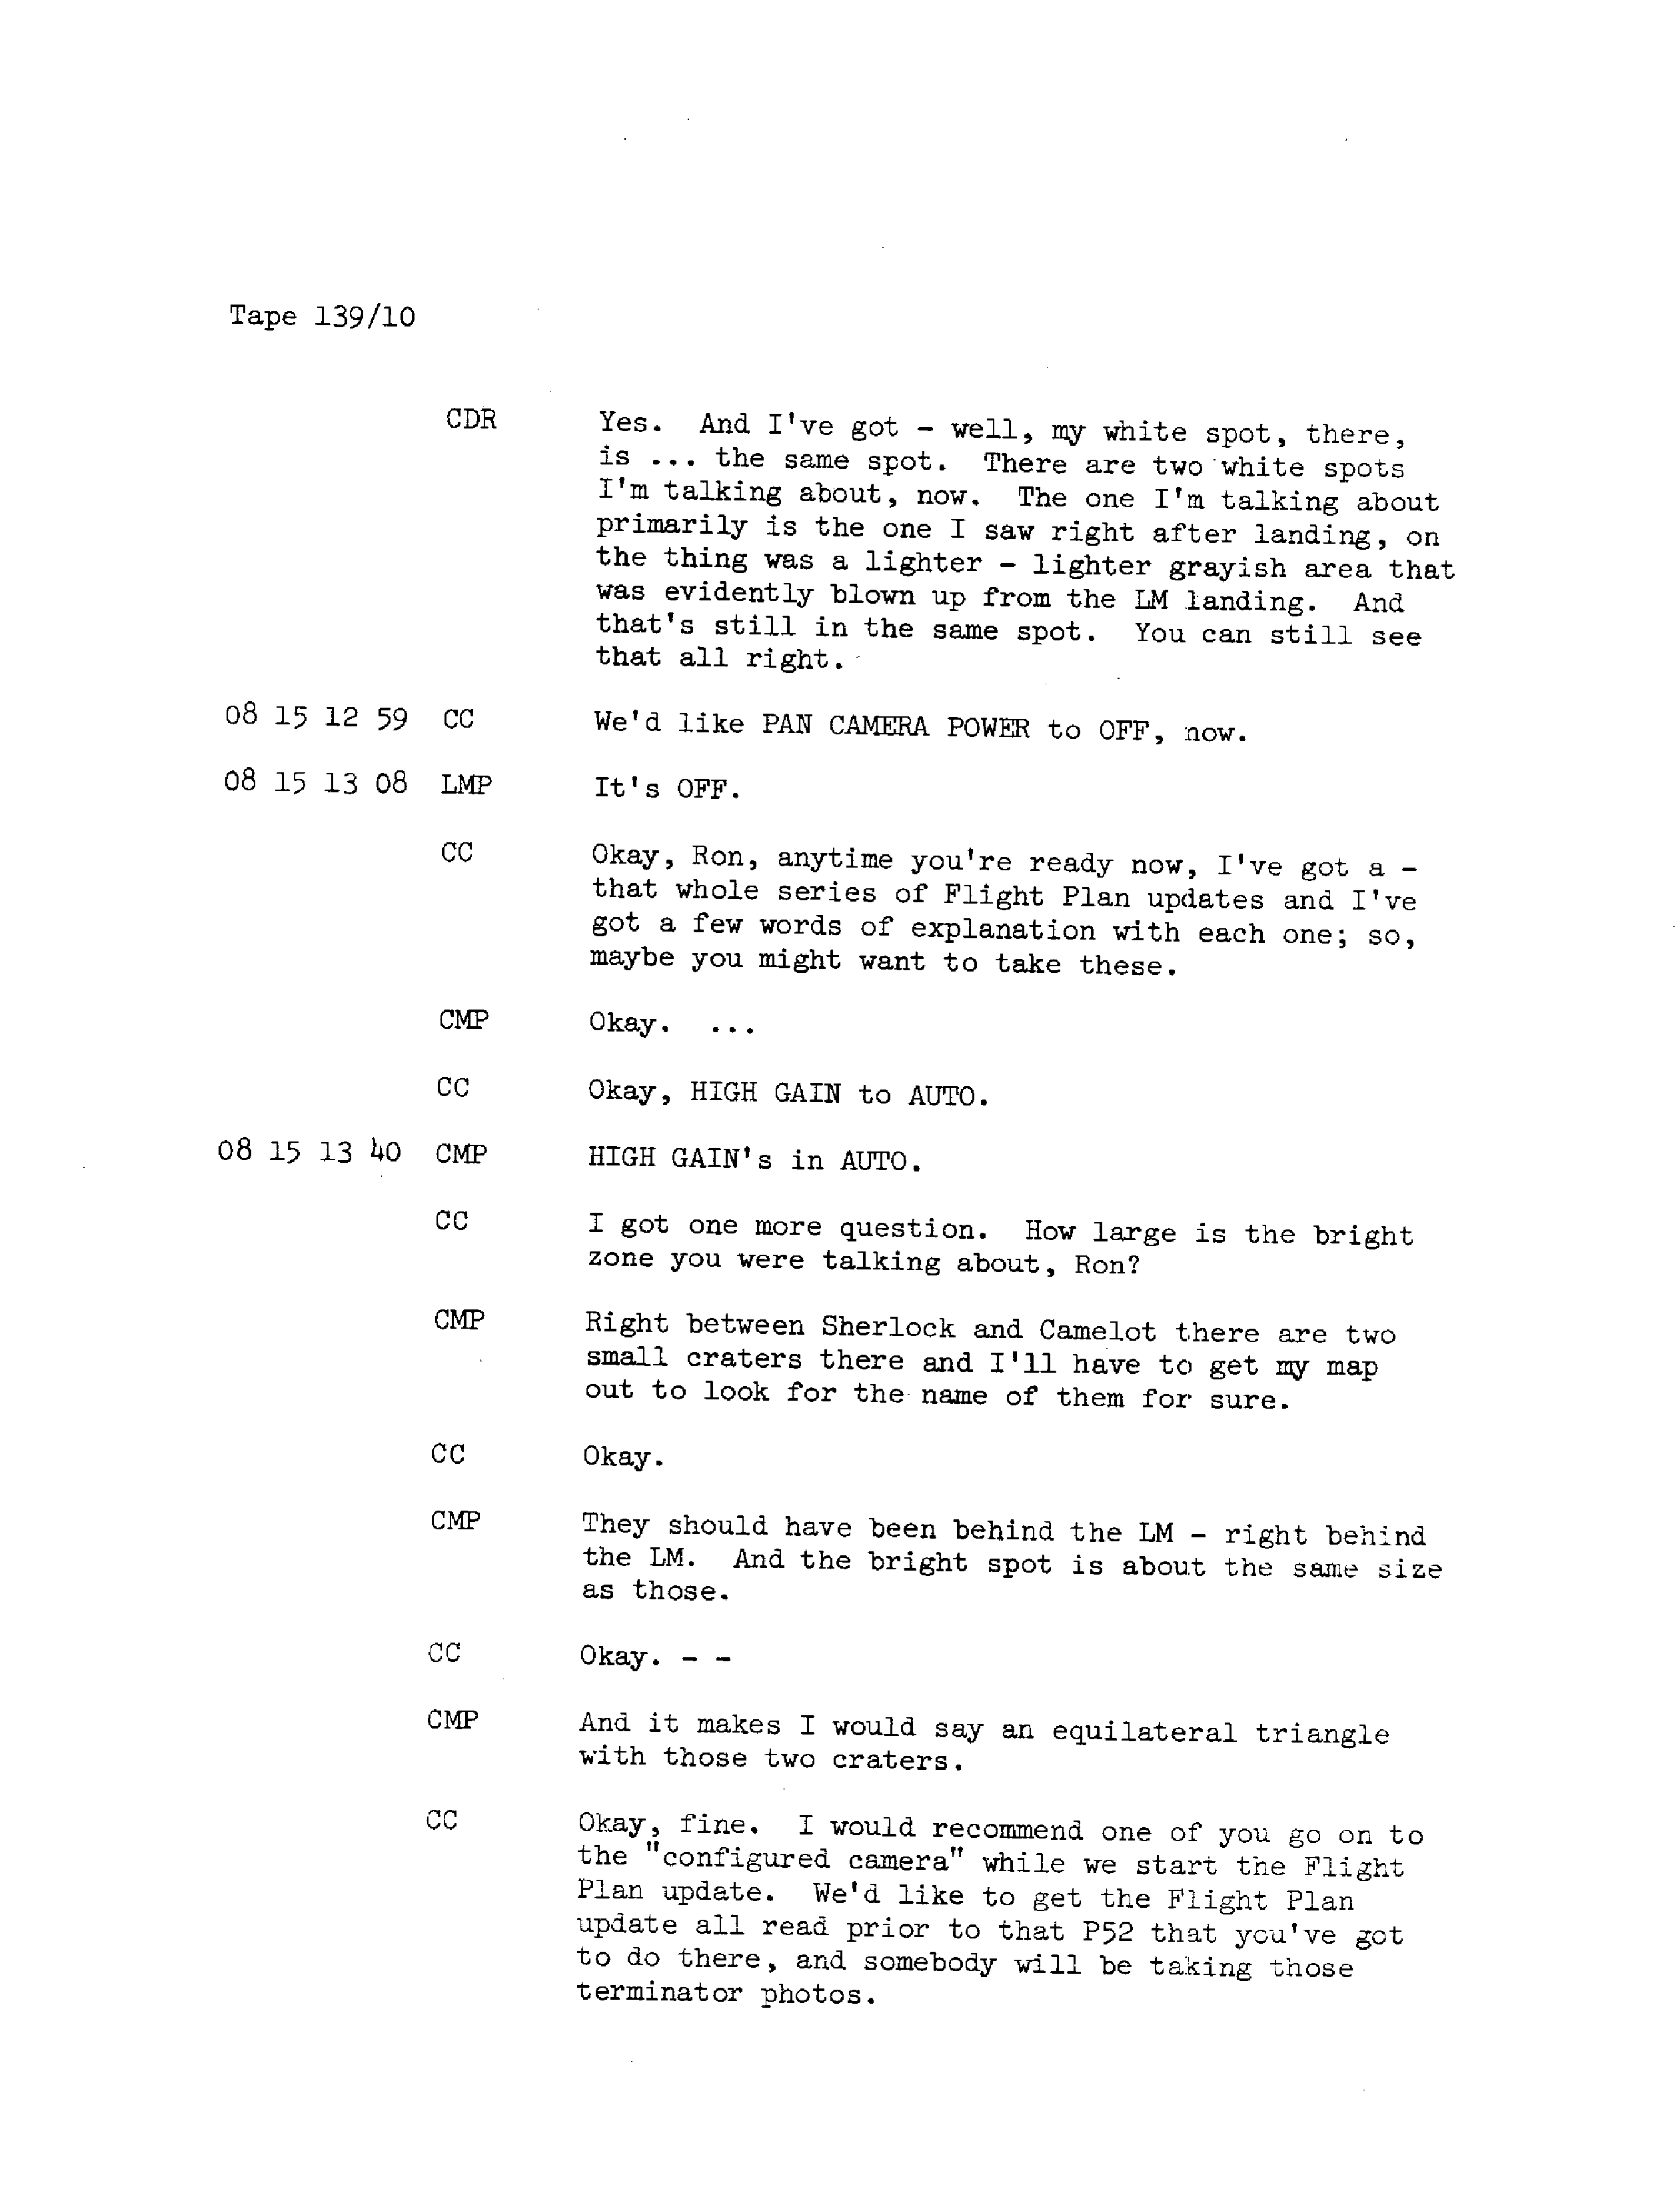 Tape 139/10
CDR Yes. And I've got - well, my white spot, there,
is ... the same spot. There are two white spots
I'm talking about, now. The one I'm talking about
primarily is the one I saw right after landing, on
the thing was a lighter - lighter grayish area that
was evidently blown up from the LM landing. And
that's still in the same spot. You can still see
that all right.
08 15 12 59 CC We'd like PAN CAMERA POWER to OFF, now.
08 15 13 08 LMP It's OFF.
CC Okay, Ron, anytime you're ready now, I've got a -
that whole series of Flight Plan updates and I've
got a few words of explanation with each one; so,
maybe you might want to take these.
CMP Okay. ...
CC Okay, HIGH GAIN to AUTO.
08 15 13 40 CMP HIGH GAIN's in AUTO.
CC I got one more question. How large is the bright
zone you were talking about, Ron?
CMP Right between Sherlock and Camelot there are two
small craters there and I'll have to get my map
out to look for the name of them for sure.
CC Okay.
CMP They should have been behind the LM - right behind
the LM. And the bright spot is about the same size
as those.
CC Okay. - -
CMP And it makes I would say an equilateral triangle
with those two craters.
CC Okay, fine. I would recommend one of you go on to
the "configured camera" while we start the Flight
Plan update. We'd like to get the Flight Plan
update all read prior to that P52 that you've got
to do there, and somebody will be taking those
terminator photos.